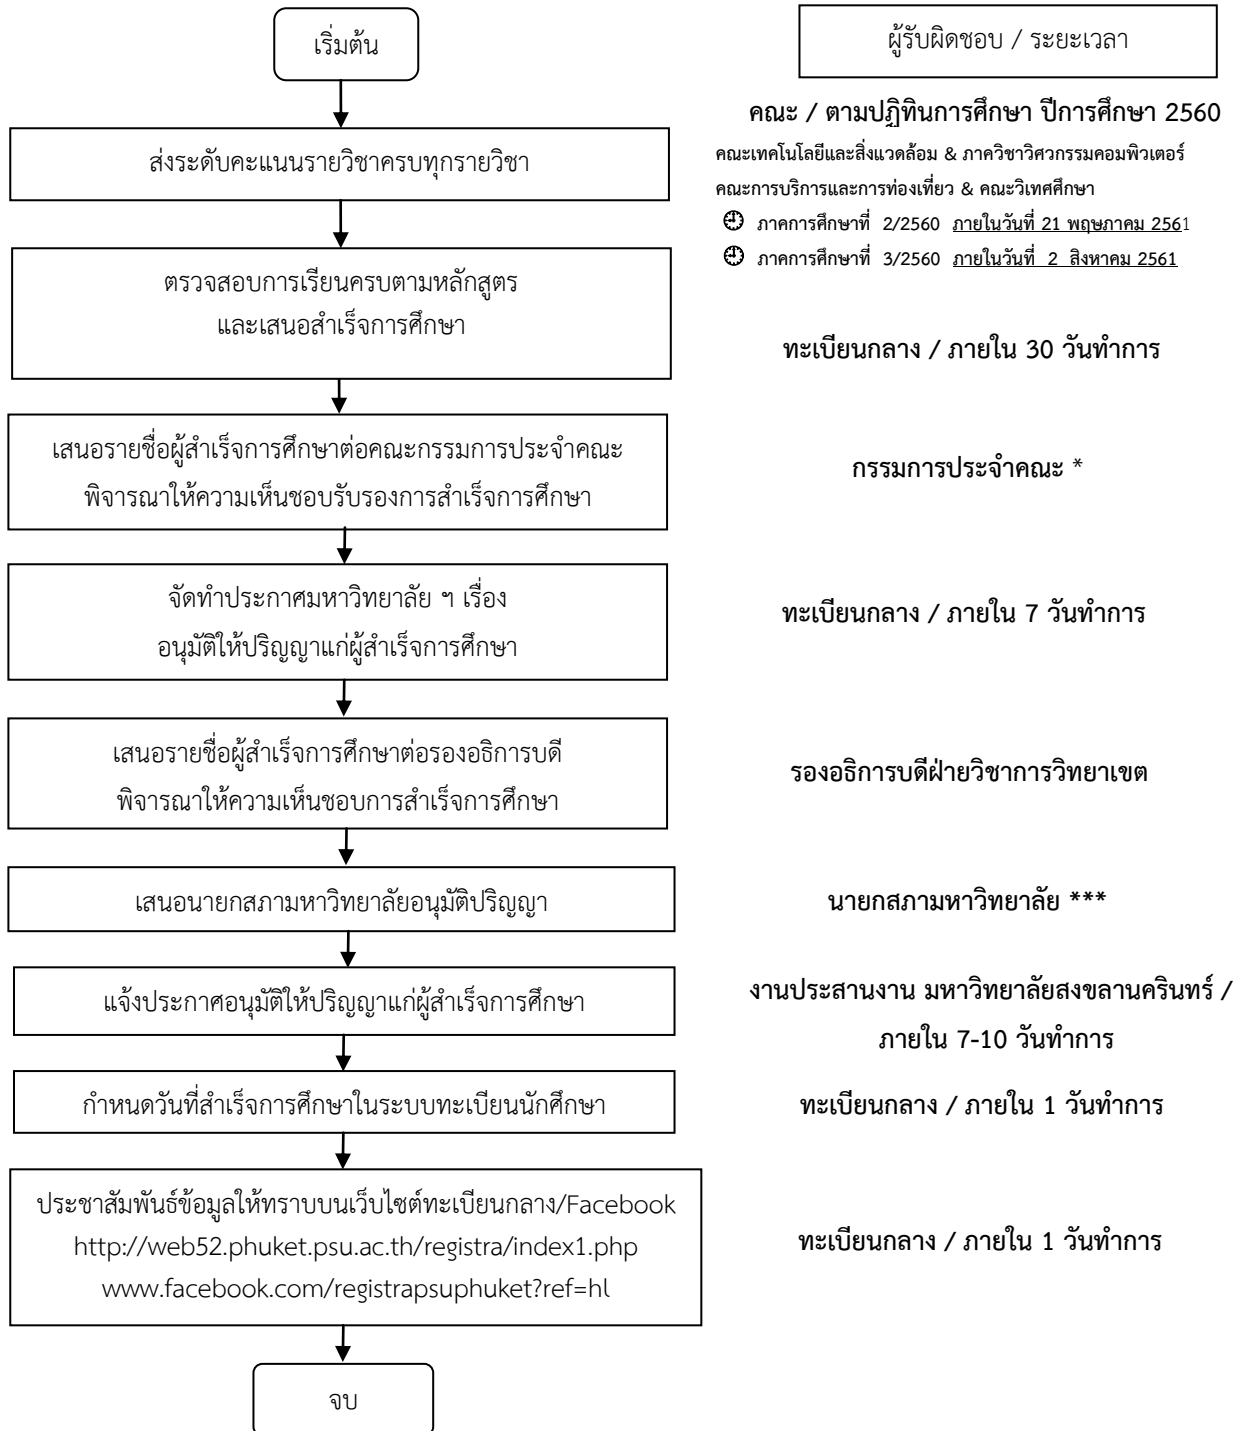 เริ่มต้น
ผู้รับผิดชอบ / ระยะเวลา
ส่งระดับคะแนนรายวิชาครบทุกรายวิชา
คณะ / ตามปฏิทินการศึกษา ปีการศึกษา 2560
คณะเทคโนโลยีและสิ่งแวดล้อม & ภาควิชาวิศวกรรมคอมพิวเตอร์
คณะการบริการและการท่องเที่ยว & คณะวิเทศศึกษา
🕘 ภาคการศึกษาที่ 2/2560 ภายในวันที่ 21 พฤษภาคม 2561
🕘 ภาคการศึกษาที่ 3/2560 ภายในวันที่ 2 สิงหาคม 2561
ตรวจสอบการเรียนครบตามหลักสูตร
และเสนอสำเร็จการศึกษา
ทะเบียนกลาง / ภายใน 30 วันทำการ
เสนอรายชื่อผู้สำเร็จการศึกษาต่อคณะกรรมการประจำคณะ
พิจารณาให้ความเห็นชอบรับรองการสำเร็จการศึกษา
กรรมการประจำคณะ *
จัดทำประกาศมหาวิทยาลัย ฯ เรื่อง
อนุมัติให้ปริญญาแก่ผู้สำเร็จการศึกษา
ทะเบียนกลาง / ภายใน 7 วันทำการ
เสนอรายชื่อผู้สำเร็จการศึกษาต่อรองอธิการบดี
พิจารณาให้ความเห็นชอบการสำเร็จการศึกษา
รองอธิการบดีฝ่ายวิชาการวิทยาเขต
เสนอนายกสภามหาวิทยาลัยอนุมัติปริญญา
นายกสภามหาวิทยาลัย ***
แจ้งประกาศอนุมัติให้ปริญญาแก่ผู้สำเร็จการศึกษา
งานประสานงาน มหาวิทยาลัยสงขลานครินทร์ /
ภายใน 7-10 วันทำการ
กำหนดวันที่สำเร็จการศึกษาในระบบทะเบียนนักศึกษา
ทะเบียนกลาง / ภายใน 1 วันทำการ
ประชาสัมพันธ์ข้อมูลให้ทราบบนเว็บไซต์ทะเบียนกลาง/Facebook
http://web52.phuket.psu.ac.th/registra/index1.php
www.facebook.com/registrapsuphuket?ref=hl
ทะเบียนกลาง / ภายใน 1 วันทำการ
จบ